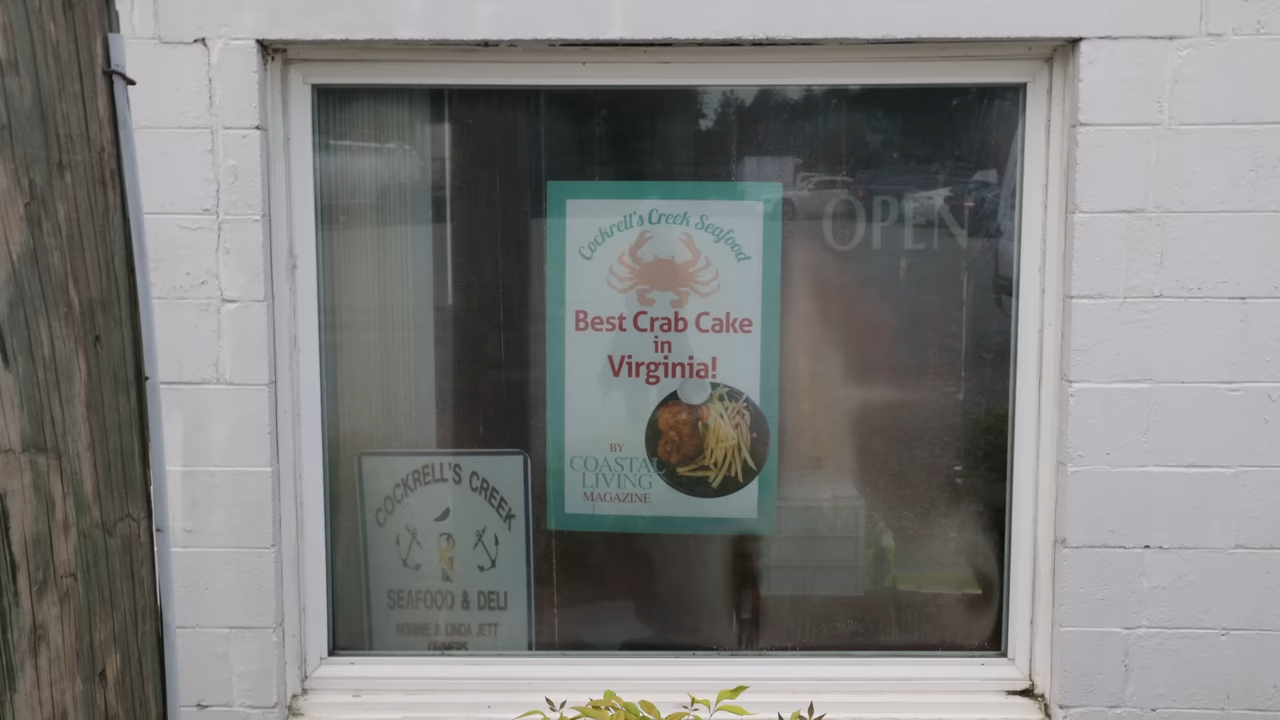 OPEN
Cockrell's Creek Seafood
Best Crab Cake
in
Virginia!
BY
COASTAL
LIVING
MAGAZINE
COCKRELL'S CREEK
SEAFOOD & DELI
RONNIE & LINDA JETT
OWNERS